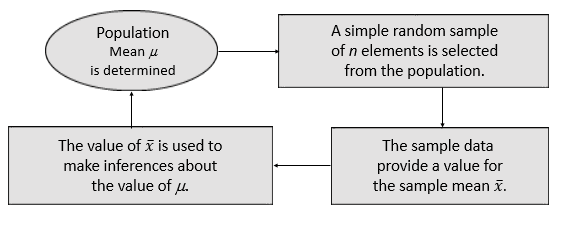 Population
Mean μ
is determined
A simple random sample
of n elements is selected
from the population.
The value of x̄ is used to
make inferences about
the value of μ.
The sample data
provide a value for
the sample mean x̄.